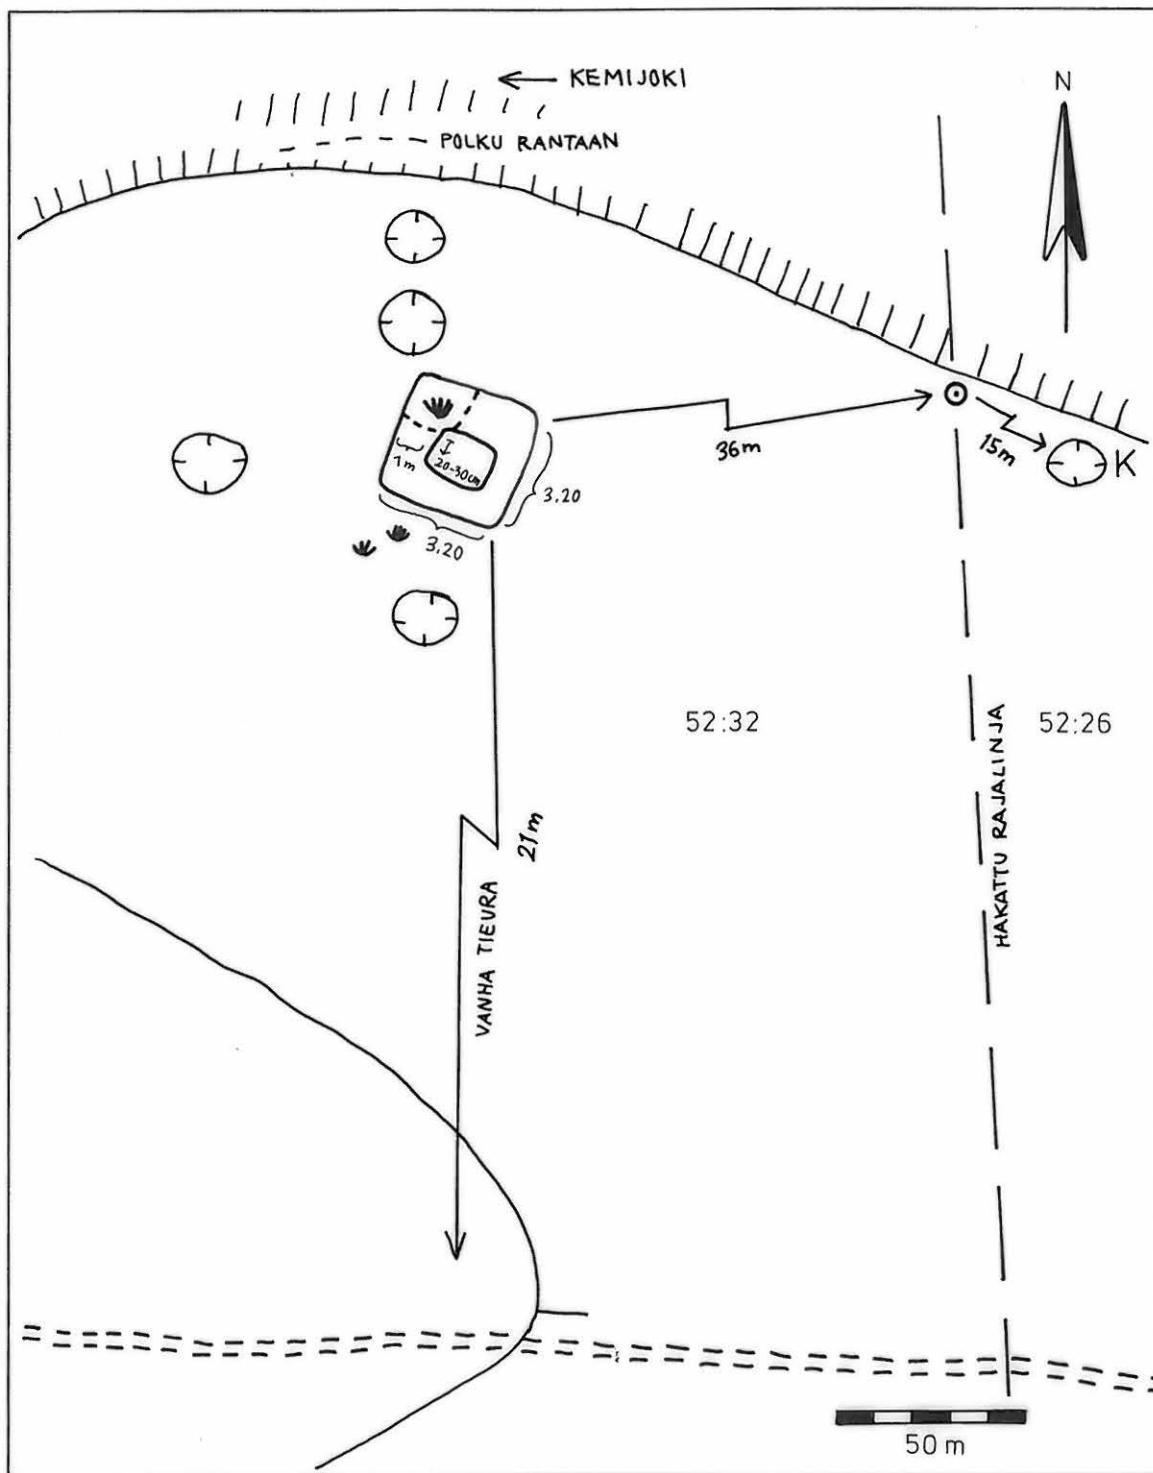 KEMIJOKI
N
POLKU RANTAAN
36m
15m
K
1m
20-30cm
3.20
3.20
52:32
52:26
HAKATTU RAJALINJA
21m
VANHA TIEURA
50 m